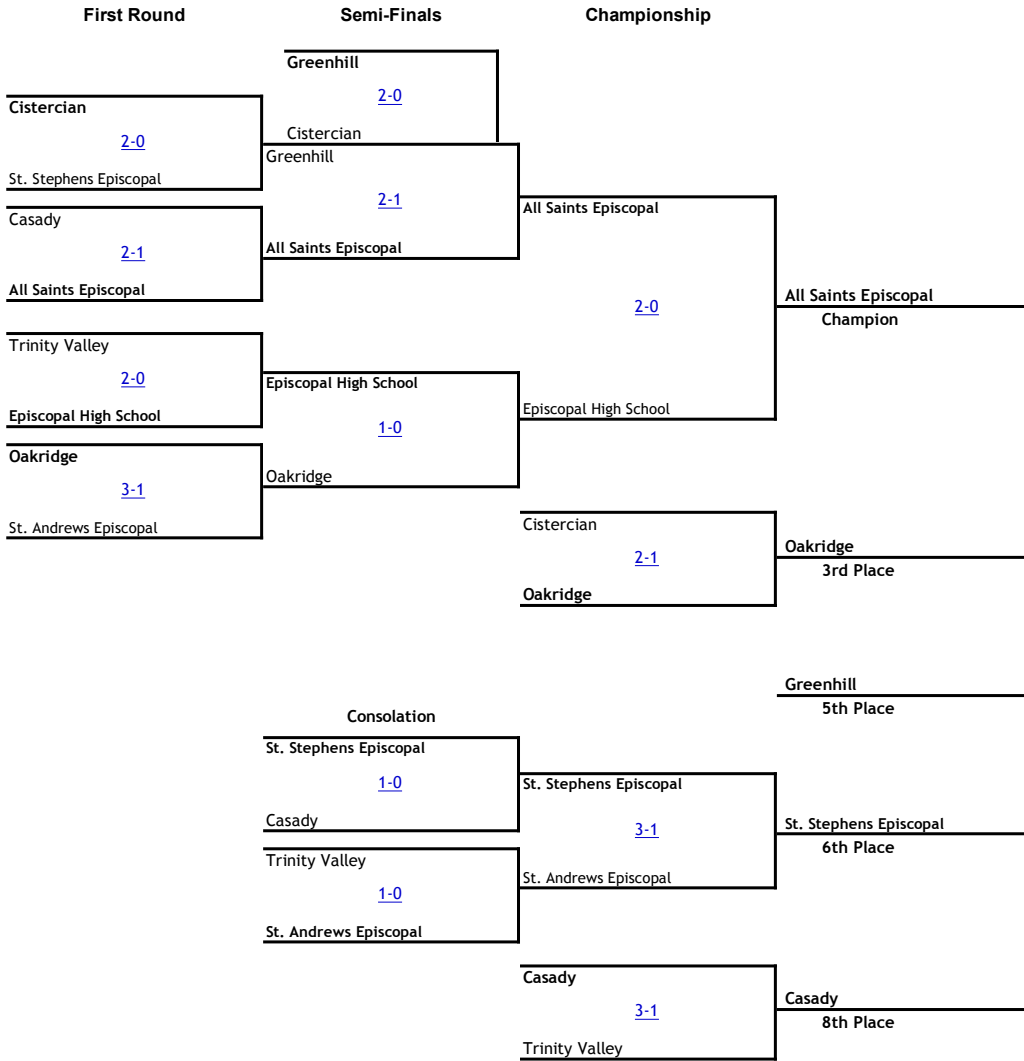 First Round
Semi-Finals
Championship
Greenhill
2-0
Cistercian
Cistercian
2-0
St. Stephens Episcopal
Greenhill
2-1
All Saints Episcopal
Casady
2-1
All Saints Episcopal
All Saints Episcopal
2-0
Episcopal High School
All Saints Episcopal
Champion
Trinity Valley
2-0
Episcopal High School
Episcopal High School
1-0
Oakridge
Oakridge
3-1
St. Andrews Episcopal
Cistercian
2-1
Oakridge
Oakridge
3rd Place
Greenhill
5th Place
Consolation
St. Stephens Episcopal
1-0
Casady
St. Stephens Episcopal
3-1
St. Andrews Episcopal
St. Stephens Episcopal
6th Place
Trinity Valley
1-0
St. Andrews Episcopal
Casady
3-1
Trinity Valley
Casady
8th Place